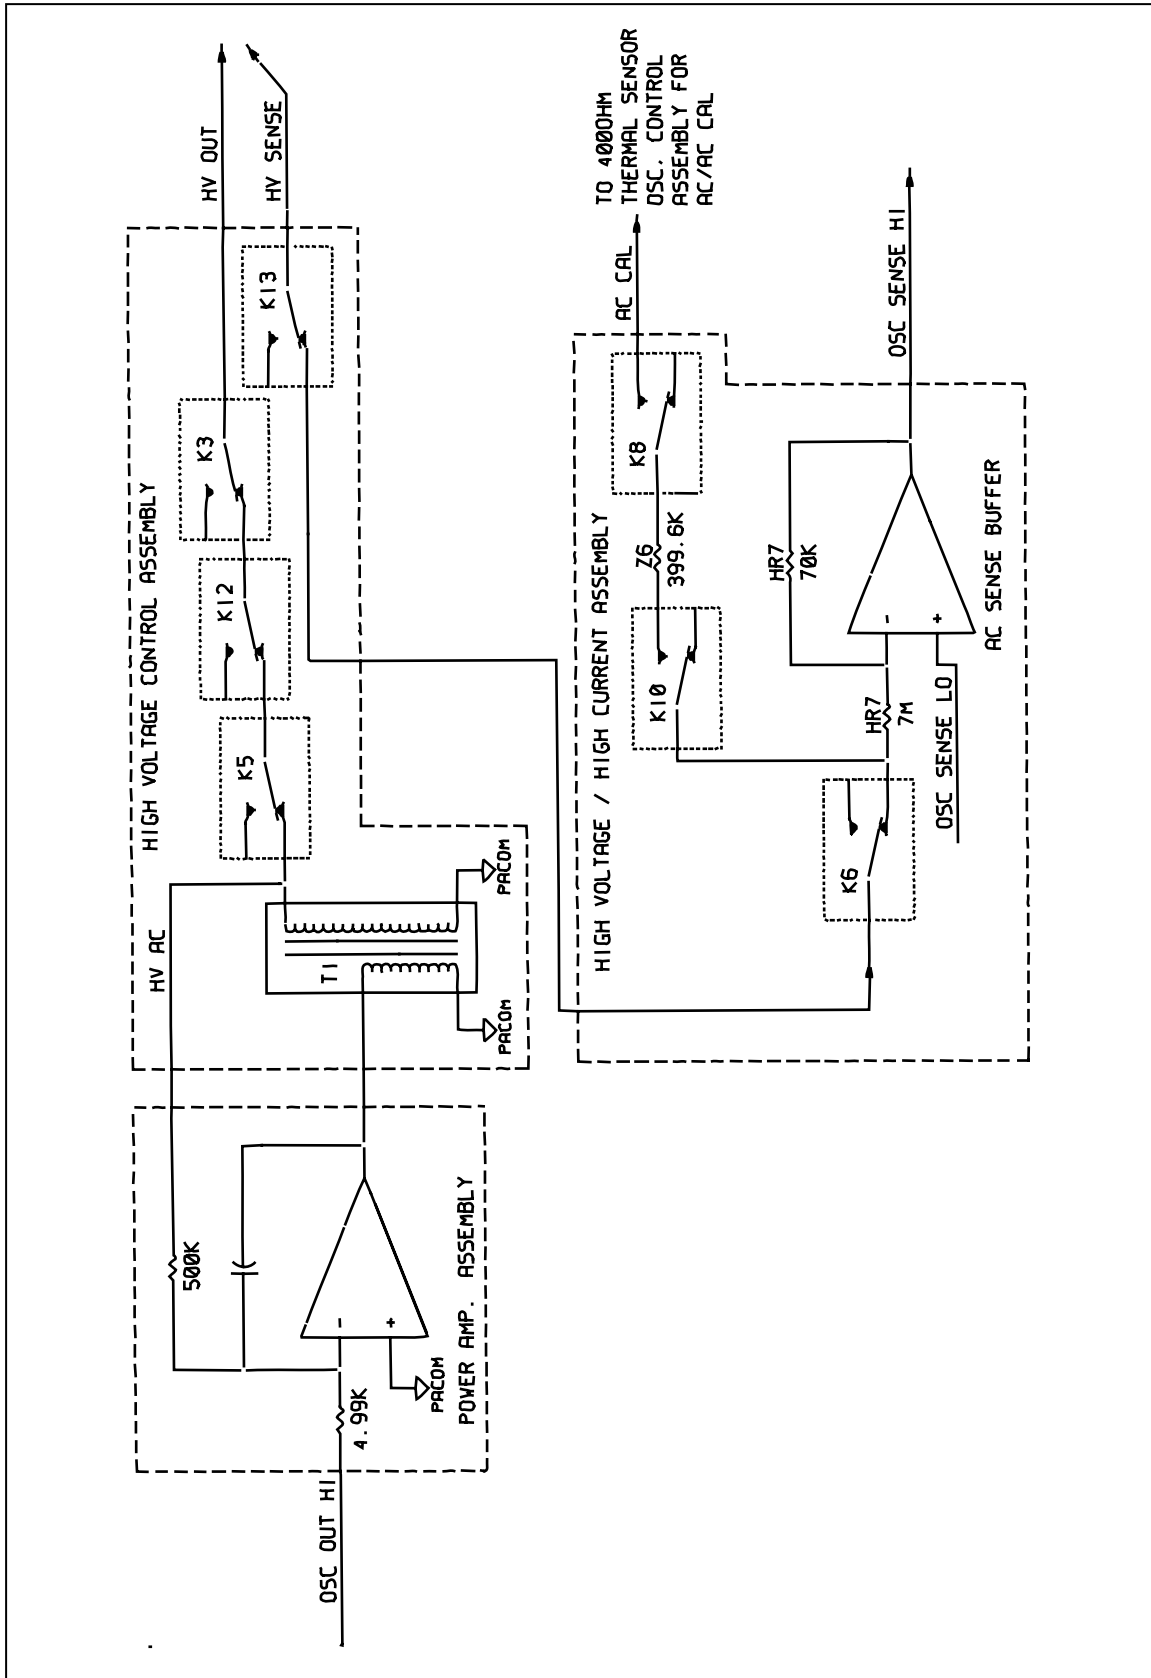 OSC OUT HI
4.99K
500K
PACOM
POWER AMP. ASSEMBLY
HV AC
T1
PACOM
PACOM
HIGH VOLTAGE CONTROL ASSEMBLY
K5
K12
K3
K13
HV OUT
HV SENSE
HIGH VOLTAGE / HIGH CURRENT ASSEMBLY
K6
K10
Z6
399.6K
K8
AC CAL
TO 400OHM
THERMAL SENSOR
OSC. CONTROL
ASSEMBLY FOR
AC/AC CAL
HR7
7M
HR7
70K
-
+
-
+
OSC SENSE LO
AC SENSE BUFFER
OSC SENSE HI